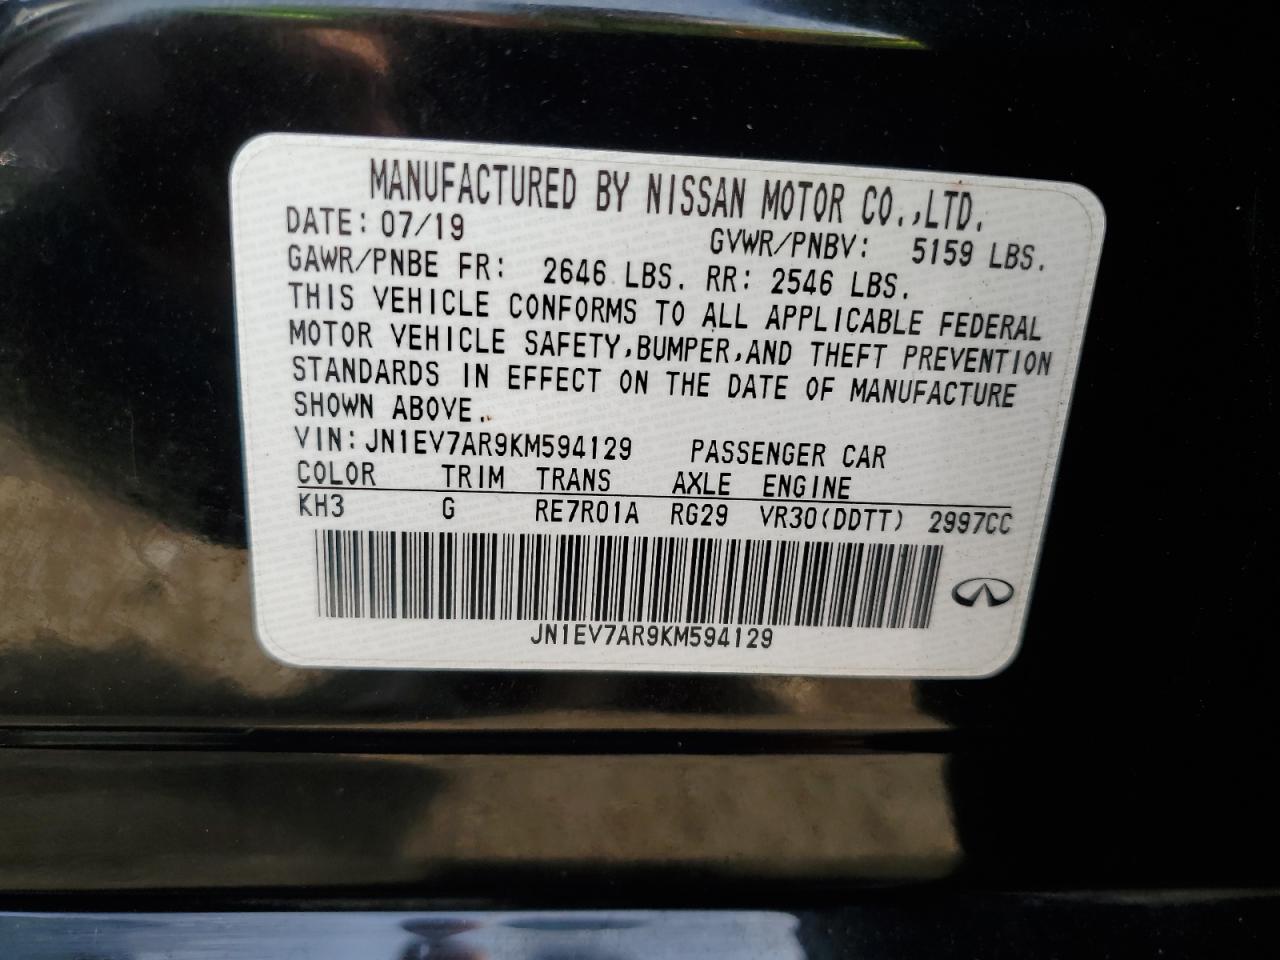 MANUFACTURED BY NISSAN MOTOR CO.,LTD.
DATE: 07/19 GVWR/PNBV: 5159 LBS.
GAWR/PNBE FR: 2646 LBS. RR: 2546 LBS.
THIS VEHICLE CONFORMS TO ALL APPLICABLE FEDERAL
MOTOR VEHICLE SAFETY,BUMPER,AND THEFT PREVENTION
STANDARDS IN EFFECT ON THE DATE OF MANUFACTURE
SHOWN ABOVE.
VIN:JN1EV7AR9KM594129 PASSENGER CAR
COLOR TRIM TRANS AXLE ENGINE
KH3 G RE7R01A RG29 VR30(DDTT) 2997CC
JN1EV7AR9KM594129